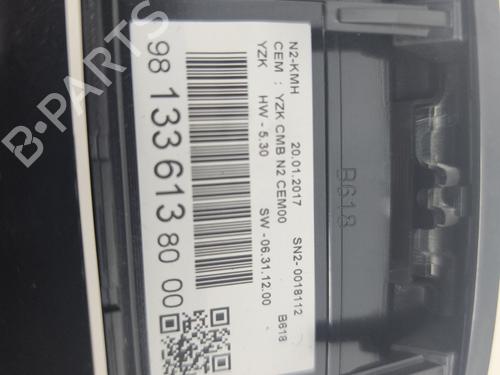 N2-KMH 20.01.2017 SN2- 0018112
CEM : YZK CMB N2 CEM00 B618
YZK HW - 5.30 SW - 06.31.12.00
98 133 613 80 00
B618
B-PARTS